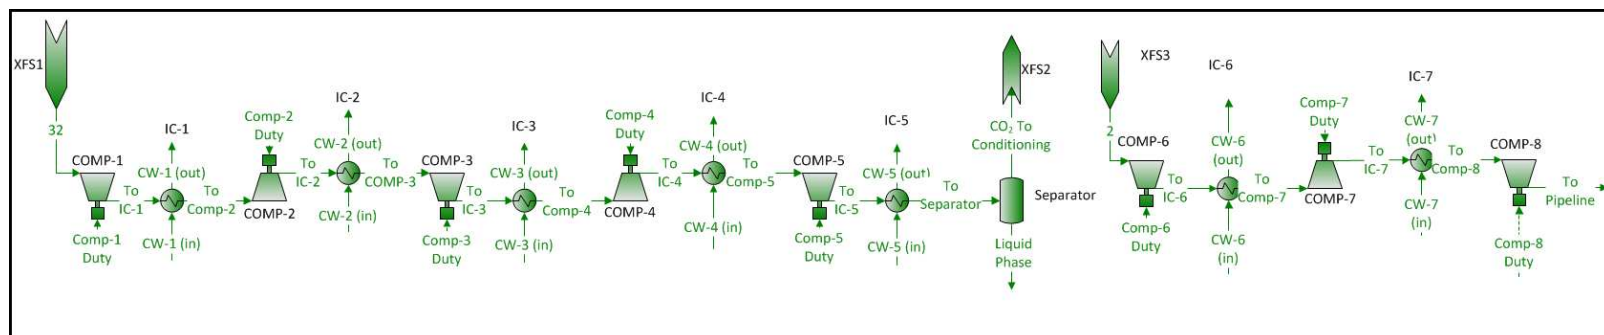 XFS1
32
COMP-1
To
IC-1
Comp-1
Duty
IC-1
CW-1 (out)
CW-1 (in)
To
Comp-2
Comp-2
Duty
COMP-2
To
IC-2
IC-2
CW-2 (out)
CW-2 (in)
To
COMP-3
COMP-3
To
IC-3
Comp-3
Duty
IC-3
CW-3 (out)
CW-3 (in)
To
Comp-4
Comp-4
Duty
COMP-4
To
IC-4
IC-4
CW-4 (out)
CW-4 (in)
To
Comp-5
COMP-5
To
IC-5
Comp-5
Duty
IC-5
CW-5 (out)
CW-5 (in)
To
Separator
XFS2
CO₂ To
Conditioning
Separator
Liquid
Phase
XFS3
2
COMP-6
To
IC-6
Comp-6
Duty
IC-6
CW-6
(out)
CW-6
(in)
To
Comp-7
Comp-7
Duty
COMP-7
To
IC-7
IC-7
CW-7
(out)
CW-7
(in)
To
Comp-8
COMP-8
Comp-8
Duty
To
Pipeline